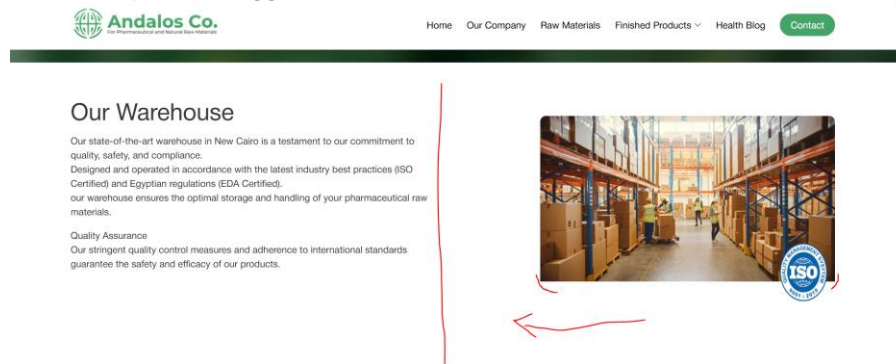 Andalos Co.
For Pharmaceutical and Natural Raw Materials
Home Our Company Raw Materials Finished Products Health Blog Contact
Our Warehouse
Our state-of-the-art warehouse in New Cairo is a testament to our commitment to
quality, safety, and compliance.
Designed and operated in accordance with the latest industry best practices (ISO
Certified) and Egyptian regulations (EDA Certified).
our warehouse ensures the optimal storage and handling of your pharmaceutical raw
materials.
Quality Assurance
Our stringent quality control measures and adherence to international standards
guarantee the safety and efficacy of our products.
QUALITY MANAGEMENT SYSTEM
ISO